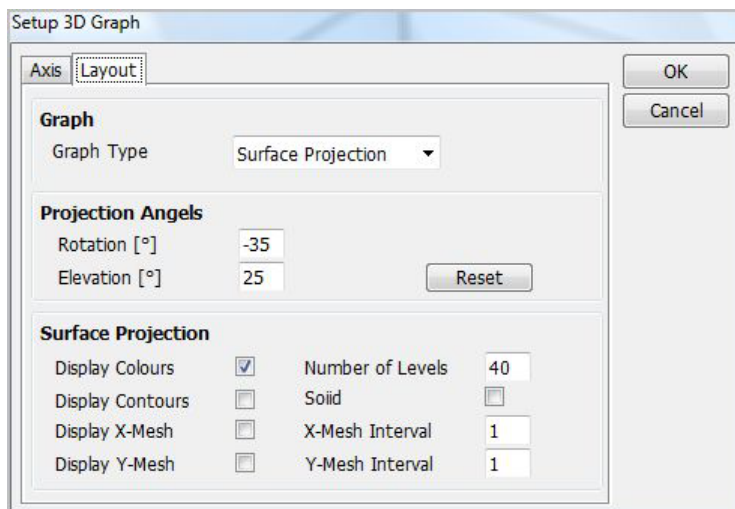 Setup 3D Graph
Axis Layout
OK
Cancel
Graph
Graph Type Surface Projection
Projection Angels
Rotation [°] -35
Elevation [°] 25 Reset
Surface Projection
Display Colours Number of Levels 40
Display Contours Soiid
Display X-Mesh X-Mesh Interval 1
Display Y-Mesh Y-Mesh Interval 1